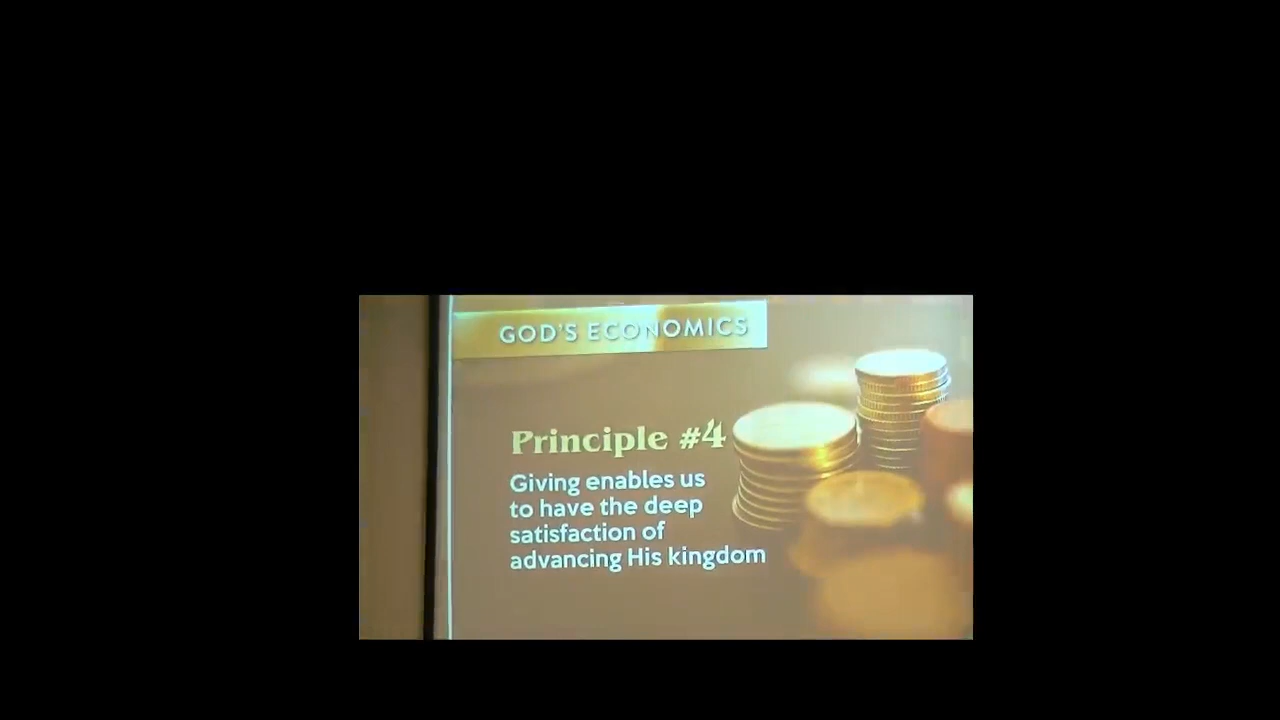 GOD'S ECONOMICS
Principle #4
Giving enables us
to have the deep
satisfaction of
advancing His kingdom